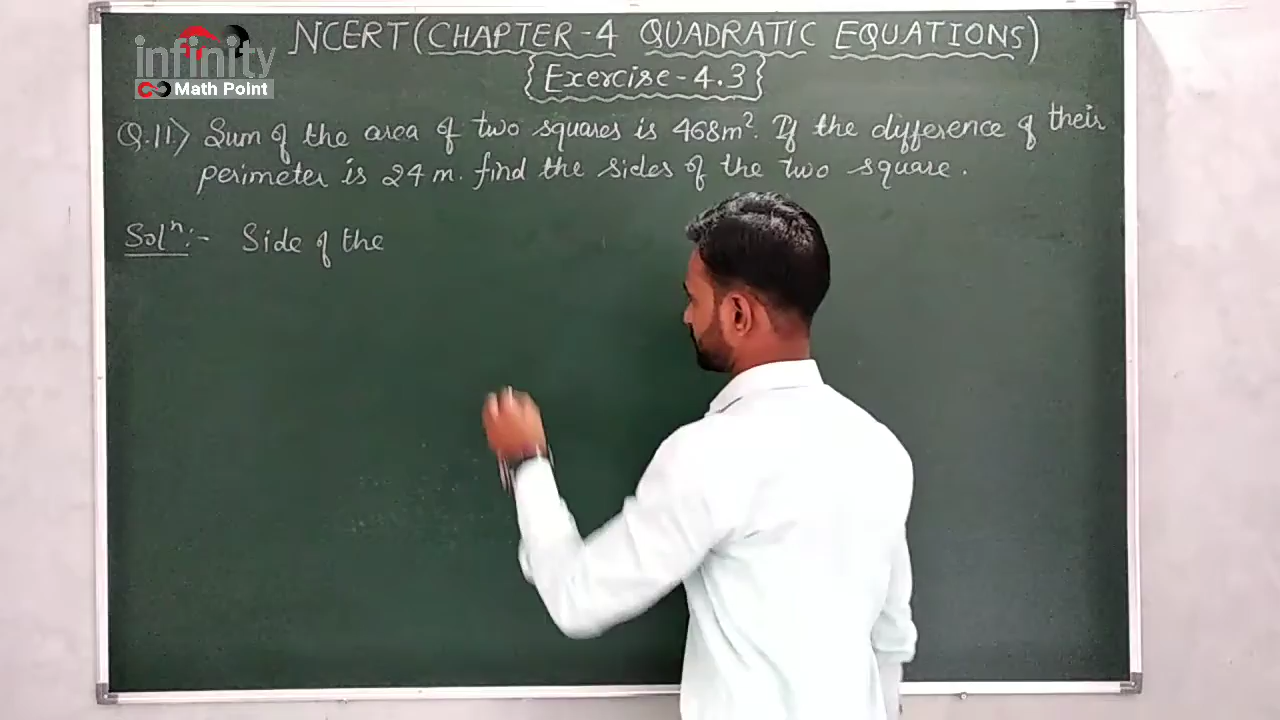 infinity
Math Point
NCERT (CHAPTER-4 QUADRATIC EQUATIONS)
{Exercise-4.3}
Q.11.> Sum of the area of two squares is 468m². If the difference of their
perimeter is 24 m. find the sides of the two square.
Solⁿ:- Side of the